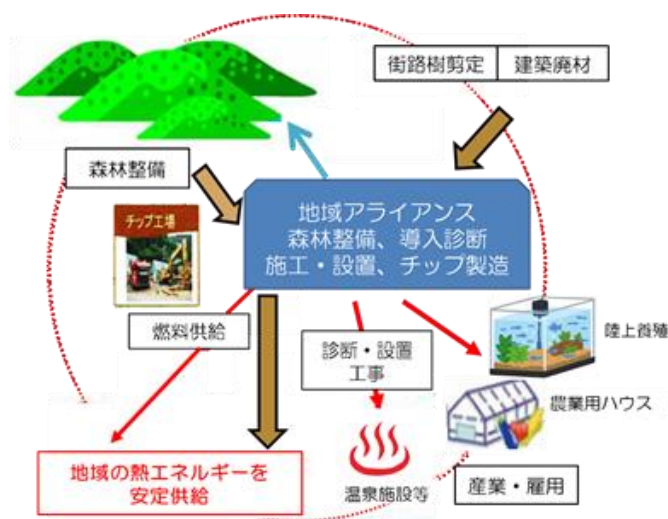 街路樹剪定
建築廃材
森林整備
チップ工場
地域アライアンス
森林整備、導入診断
施工・設置、チップ製造
燃料供給
診断・設置
工事
陸上養殖
農業用ハウス
地域の熱エネルギーを
安定供給
温泉施設等
産業・雇用